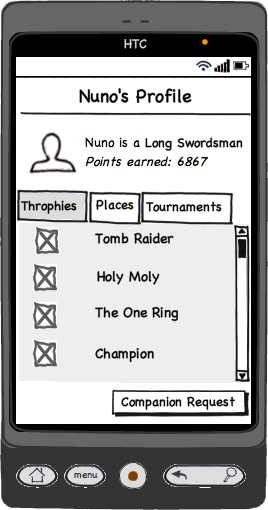 HTC
Nuno's Profile
Nuno is a Long Swordsman
Points earned: 6867
Throphies Places Tournaments
Tomb Raider
Holy Moly
The One Ring
Champion
Companion Request
menu